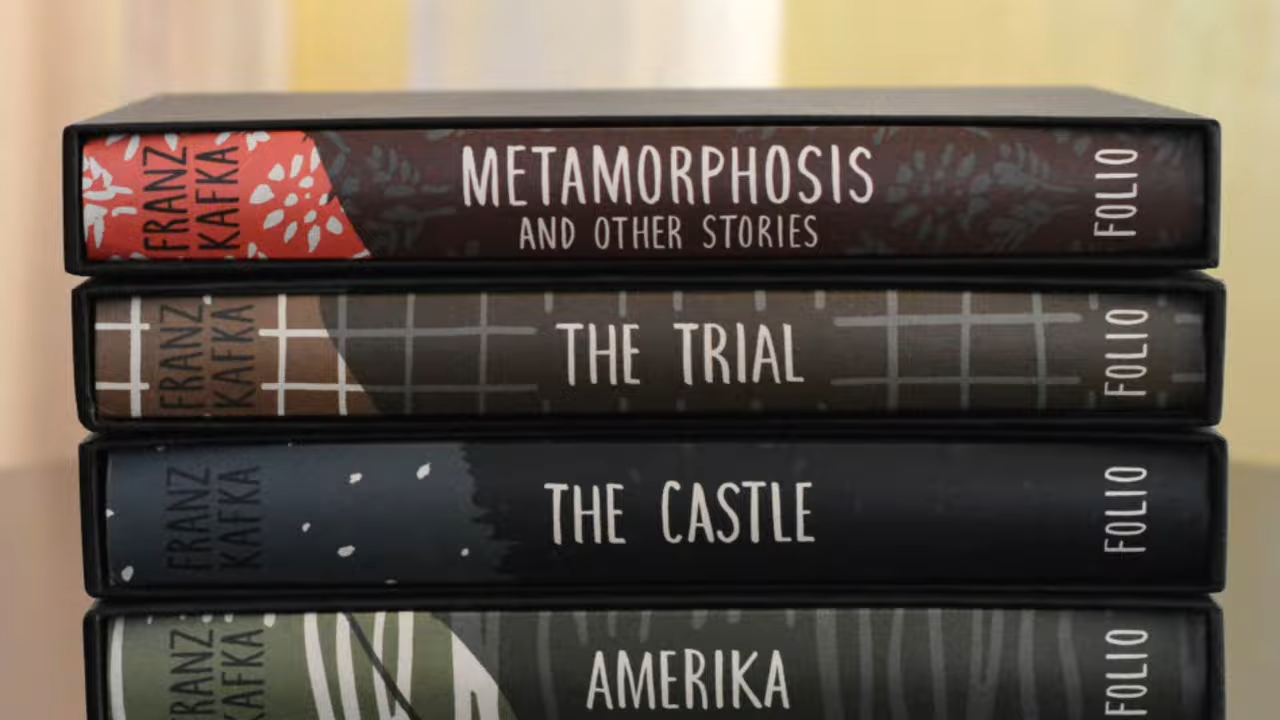 FRANZ
KAFKA
METAMORPHOSIS
AND OTHER STORIES
FOLIO
FRANZ
KAFKA
THE TRIAL
FOLIO
FRANZ
KAFKA
THE CASTLE
FOLIO
FRANZ
KAFKA
AMERIKA
FOLIO